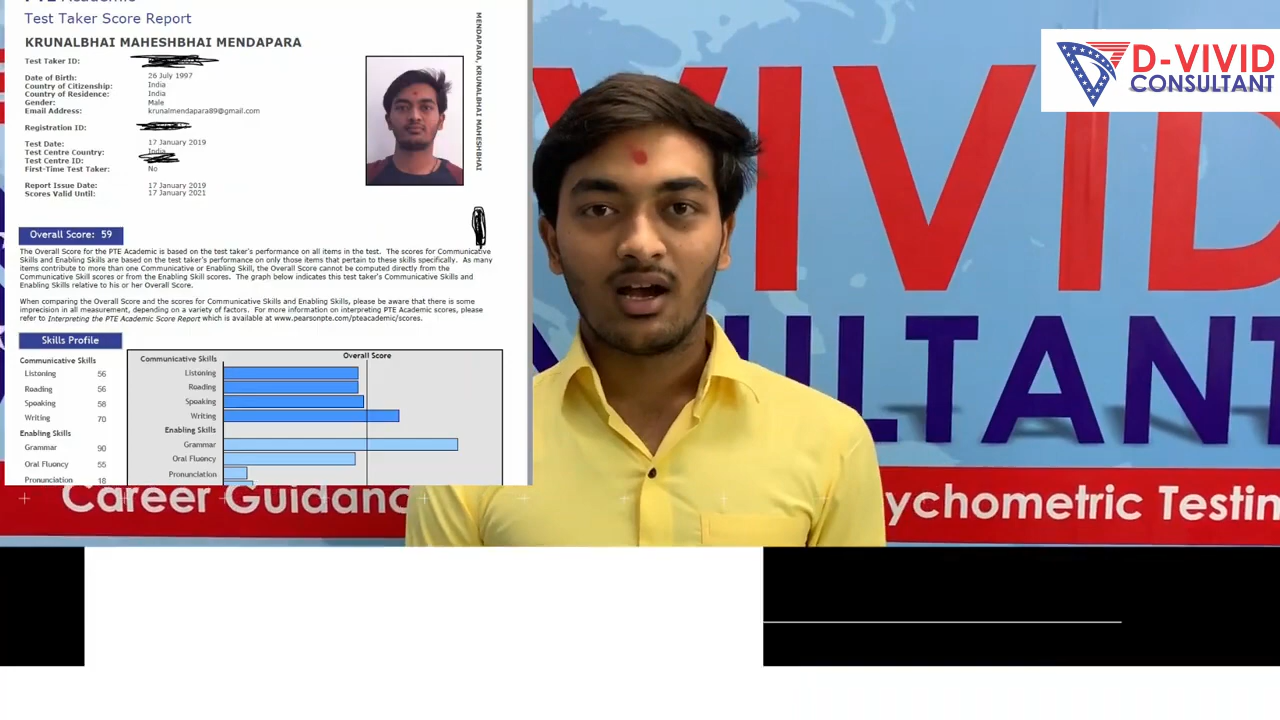 Test Taker Score Report
KRUNALBHAI MAHESHBHAI MENDAPARA
Test Taker ID:
Date of Birth: 26 July 1997
Country of Citizenship: India
Country of Residence: India
Gender: Male
Email Address: krunalmendapara89@gmail.com
Registration ID:
Test Date: 17 January 2019
Test Centre Country: India
Test Centre ID:
First-Time Test Taker: No
Report Issue Date: 17 January 2019
Scores Valid Until: 17 January 2021
MENDAPARA, KRUNALBHAI MAHESHBHAI
Overall Score: 59
The Overall Score for the PTE Academic is based on the test taker's performance on all items in the test. The scores for Communicative
Skills and Enabling Skills are based on the test taker's performance on only those items that pertain to these skills specifically. As many
items contribute to more than one Communicative or Enabling Skill, the Overall Score cannot be computed directly from the
Communicative Skill scores or from the Enabling Skill scores. The graph below indicates this test taker's Communicative Skills and
Enabling Skills relative to his or her Overall Score.
When comparing the Overall Score and the scores for Communicative Skills and Enabling Skills, please be aware that there is some
imprecision in all measurement, depending on a variety of factors. For more information on interpreting PTE Academic scores, please
refer to Interpreting the PTE Academic Score Report which is available at www.pearsonpte.com/pteacademic/scores.
Skills Profile
Communicative Skills
Listening 56
Reading 56
Speaking 58
Writing 70
Enabling Skills
Grammar 90
Oral Fluency 55
Pronunciation 18
Overall Score
Communicative Skills
Listening
Reading
Speaking
Writing
Enabling Skills
Grammar
Oral Fluency
Pronunciation
D-VIVID
CONSULTANT
VIVID
ULTANT
Career Guidanc
ychometric Testin